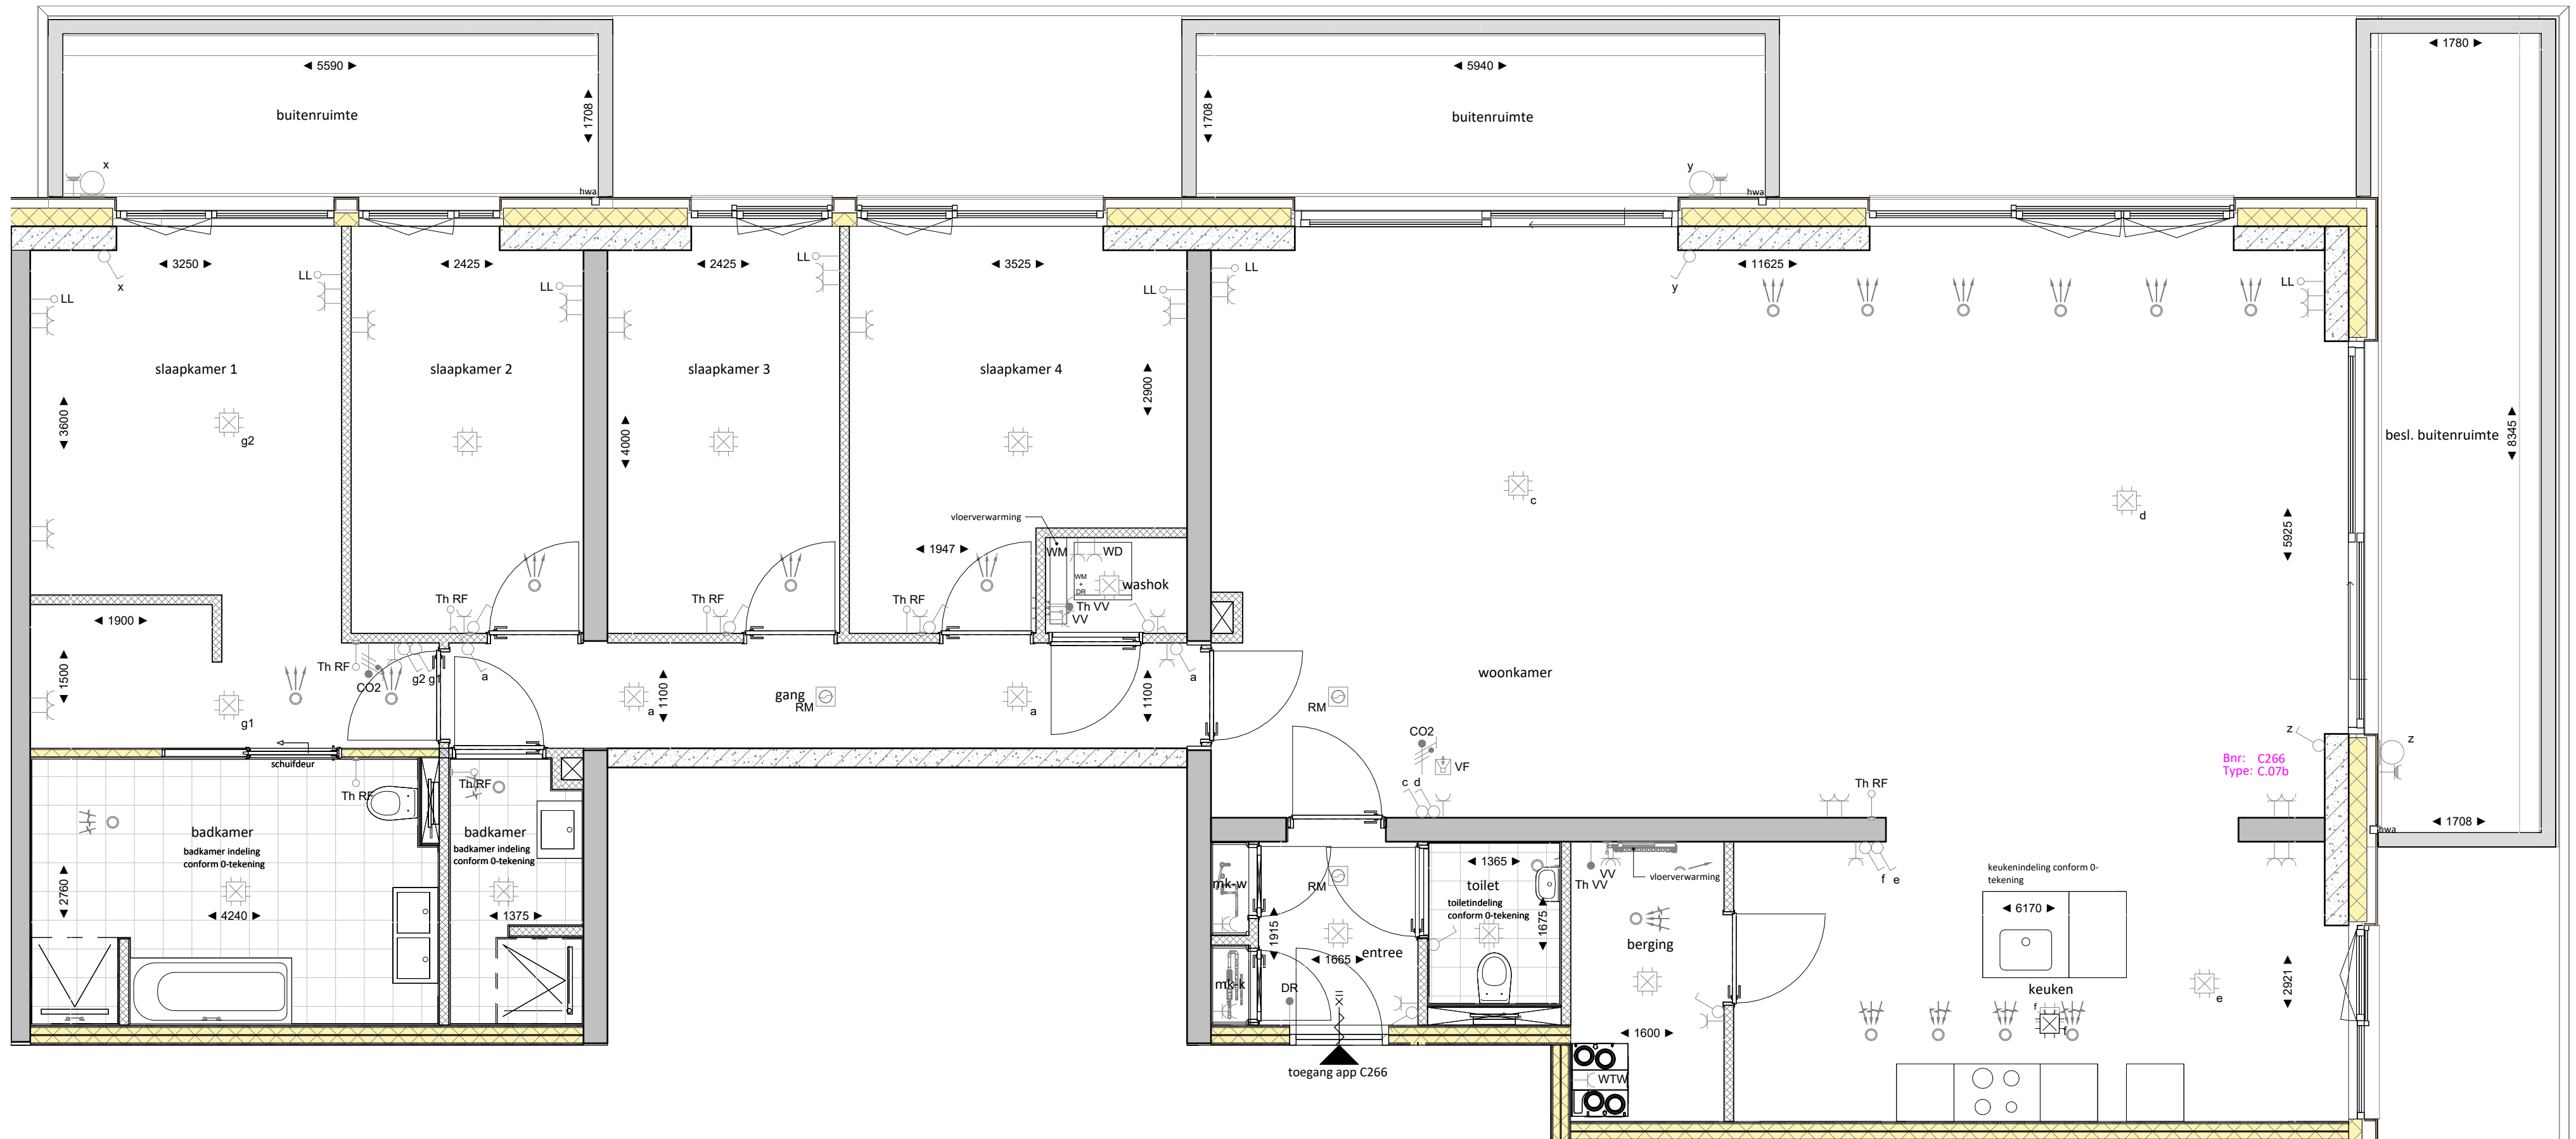 ◄ 5590 ►
◄ 5940 ►
◄ 1780 ►
buitenruimte
◄ 1708 ►
◄ 1708 ►
buitenruimte
x
hwa
y
hwa
◄ 3250 ►
◄ 2425 ►
◄ 2425 ►
◄ 3525 ►
◄ 11625 ►
x
LL
LL
LL
LL
LL
LL
y
LL
slaapkamer 1
slaapkamer 2
slaapkamer 3
slaapkamer 4
◄ 3600 ►
◄ 4000 ►
◄ 2900 ►
g2
c
d
besl. buitenruimte
◄ 8345 ►
◄ 5925 ►
vloerverwarming
◄ 1947 ►
WM
WD
WM
+
DR
washok
Th VV
VV
Th RF
Th RF
Th RF
◄ 1900 ►
◄ 1500 ►
Th RF
CO2
g2 g1
a
g1
a
◄ 1100 ►
gang
RM
a
◄ 1100 ►
a
RM
woonkamer
schuifdeur
Th RF
Th RF
CO2
VF
c d
Th RF
z
z
Bnr: C266
Type: C.07b
◄ 1708 ►
hwa
badkamer
badkamer indeling
conform 0-tekening
badkamer
badkamer indeling
conform 0-tekening
◄ 2760 ►
◄ 4240 ►
◄ 1375 ►
mk-w
mk-k
RM
◄ 1915 ►
◄ 1665 ►
entree
DR
◄ 1365 ►
toilet
toiletindeling
conform 0-tekening
◄ 1675 ►
VV
Th VV
vloerverwarming
berging
◄ 1600 ►
WTW
f e
keukenindeling conform 0-
tekening
◄ 6170 ►
keuken
f
f
e
◄ 2921 ►
toegang app C266